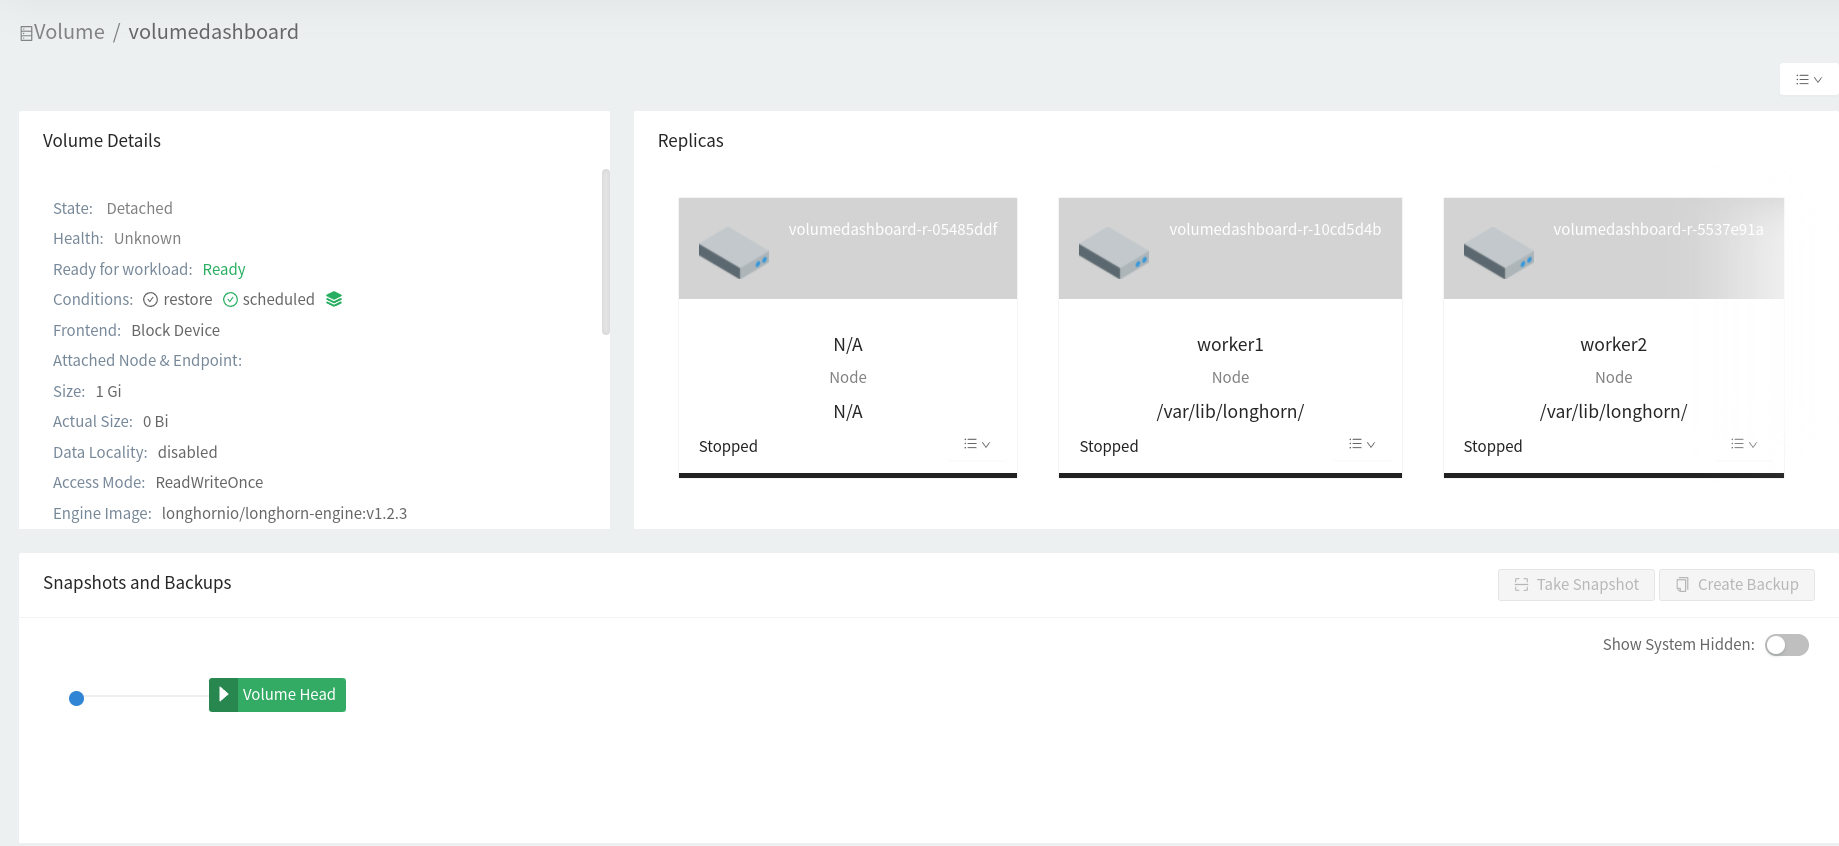 Volume / volumedashboard
Volume Details
State: Detached
Health: Unknown
Ready for workload: Ready
Conditions: restore scheduled
Frontend: Block Device
Attached Node & Endpoint:
Size: 1 Gi
Actual Size: 0 Bi
Data Locality: disabled
Access Mode: ReadWriteOnce
Engine Image: longhornio/longhorn-engine:v1.2.3
Replicas
volumedashboard-r-05485ddf
N/A
Node
N/A
Stopped
volumedashboard-r-10cd5d4b
worker1
Node
/var/lib/longhorn/
Stopped
volumedashboard-r-5537e91a
worker2
Node
/var/lib/longhorn/
Stopped
Snapshots and Backups
Take Snapshot
Create Backup
Show System Hidden:
Volume Head